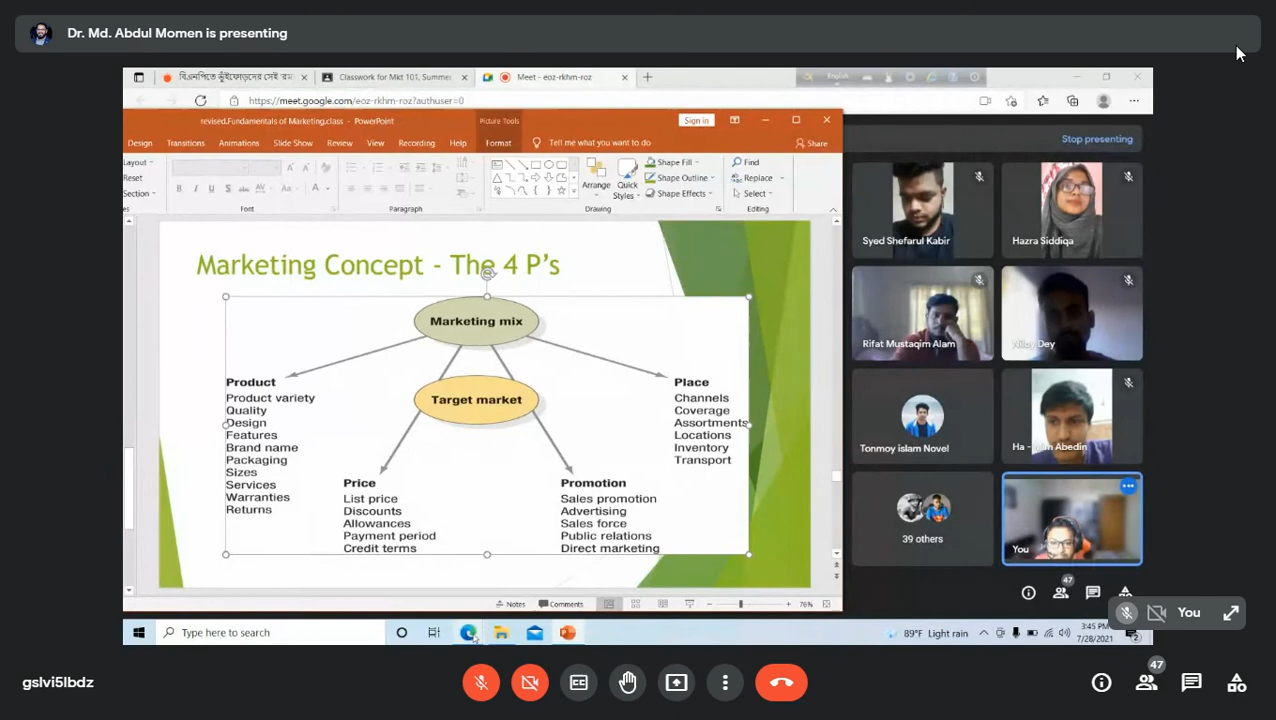 Dr. Md. Abdul Momen is presenting
Classwork for Mkt 101, Summer
Meet - eoz-rkhm-roz
English
https://meet.google.com/eoz-rkhm-roz?authuser=0
revised.Fundamentals of Marketing.class - PowerPoint
Picture Tools
Sign in
Design
Transitions
Animations
Slide Show
Review
View
Recording
Help
Format
Tell me what you want to do
Share
Stop presenting
Layout
Reset
Section
B I U S abc AV Aa A
Font
Paragraph
Arrange
Quick
Styles
Shape Fill
Shape Outline
Shape Effects
Drawing
Find
Replace
Select
Editing
Marketing Concept - The 4 P's
Marketing mix
Target market
Product
Product variety
Quality
Design
Features
Brand name
Packaging
Sizes
Services
Warranties
Returns
Price
List price
Discounts
Allowances
Payment period
Credit terms
Promotion
Sales promotion
Advertising
Sales force
Public relations
Direct marketing
Place
Channels
Coverage
Assortments
Locations
Inventory
Transport
Syed Shefarul Kabir
Hazra Siddiqa
Rifat Mustaqim Alam
Dey
Tonmoy islam Novel
Abedin
39 others
You
47
You
Notes
Comments
76%
Type here to search
89°F Light rain
3:45 PM
7/28/2021
2
gslvi5lbdz
47